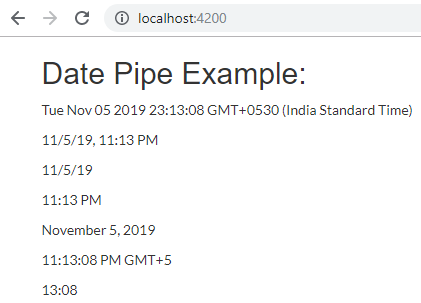 localhost:4200
Date Pipe Example:
Tue Nov 05 2019 23:13:08 GMT+0530 (India Standard Time)
11/5/19, 11:13 PM
11/5/19
11:13 PM
November 5, 2019
11:13:08 PM GMT+5
13:08